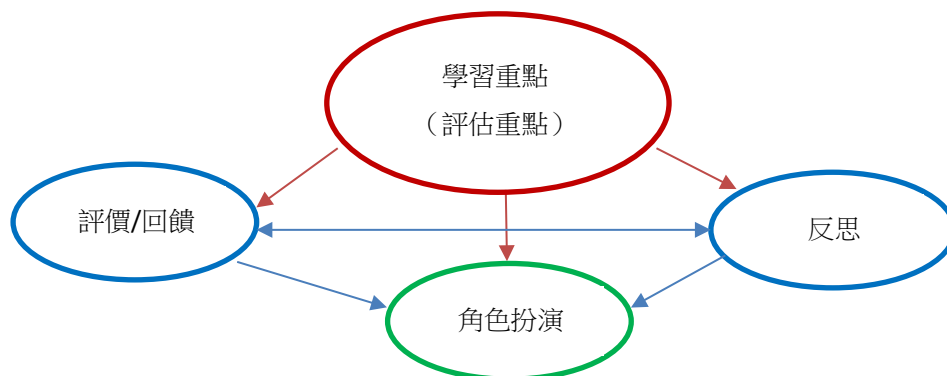 學習重點
（評估重點）
評價/回饋
反思
角色扮演